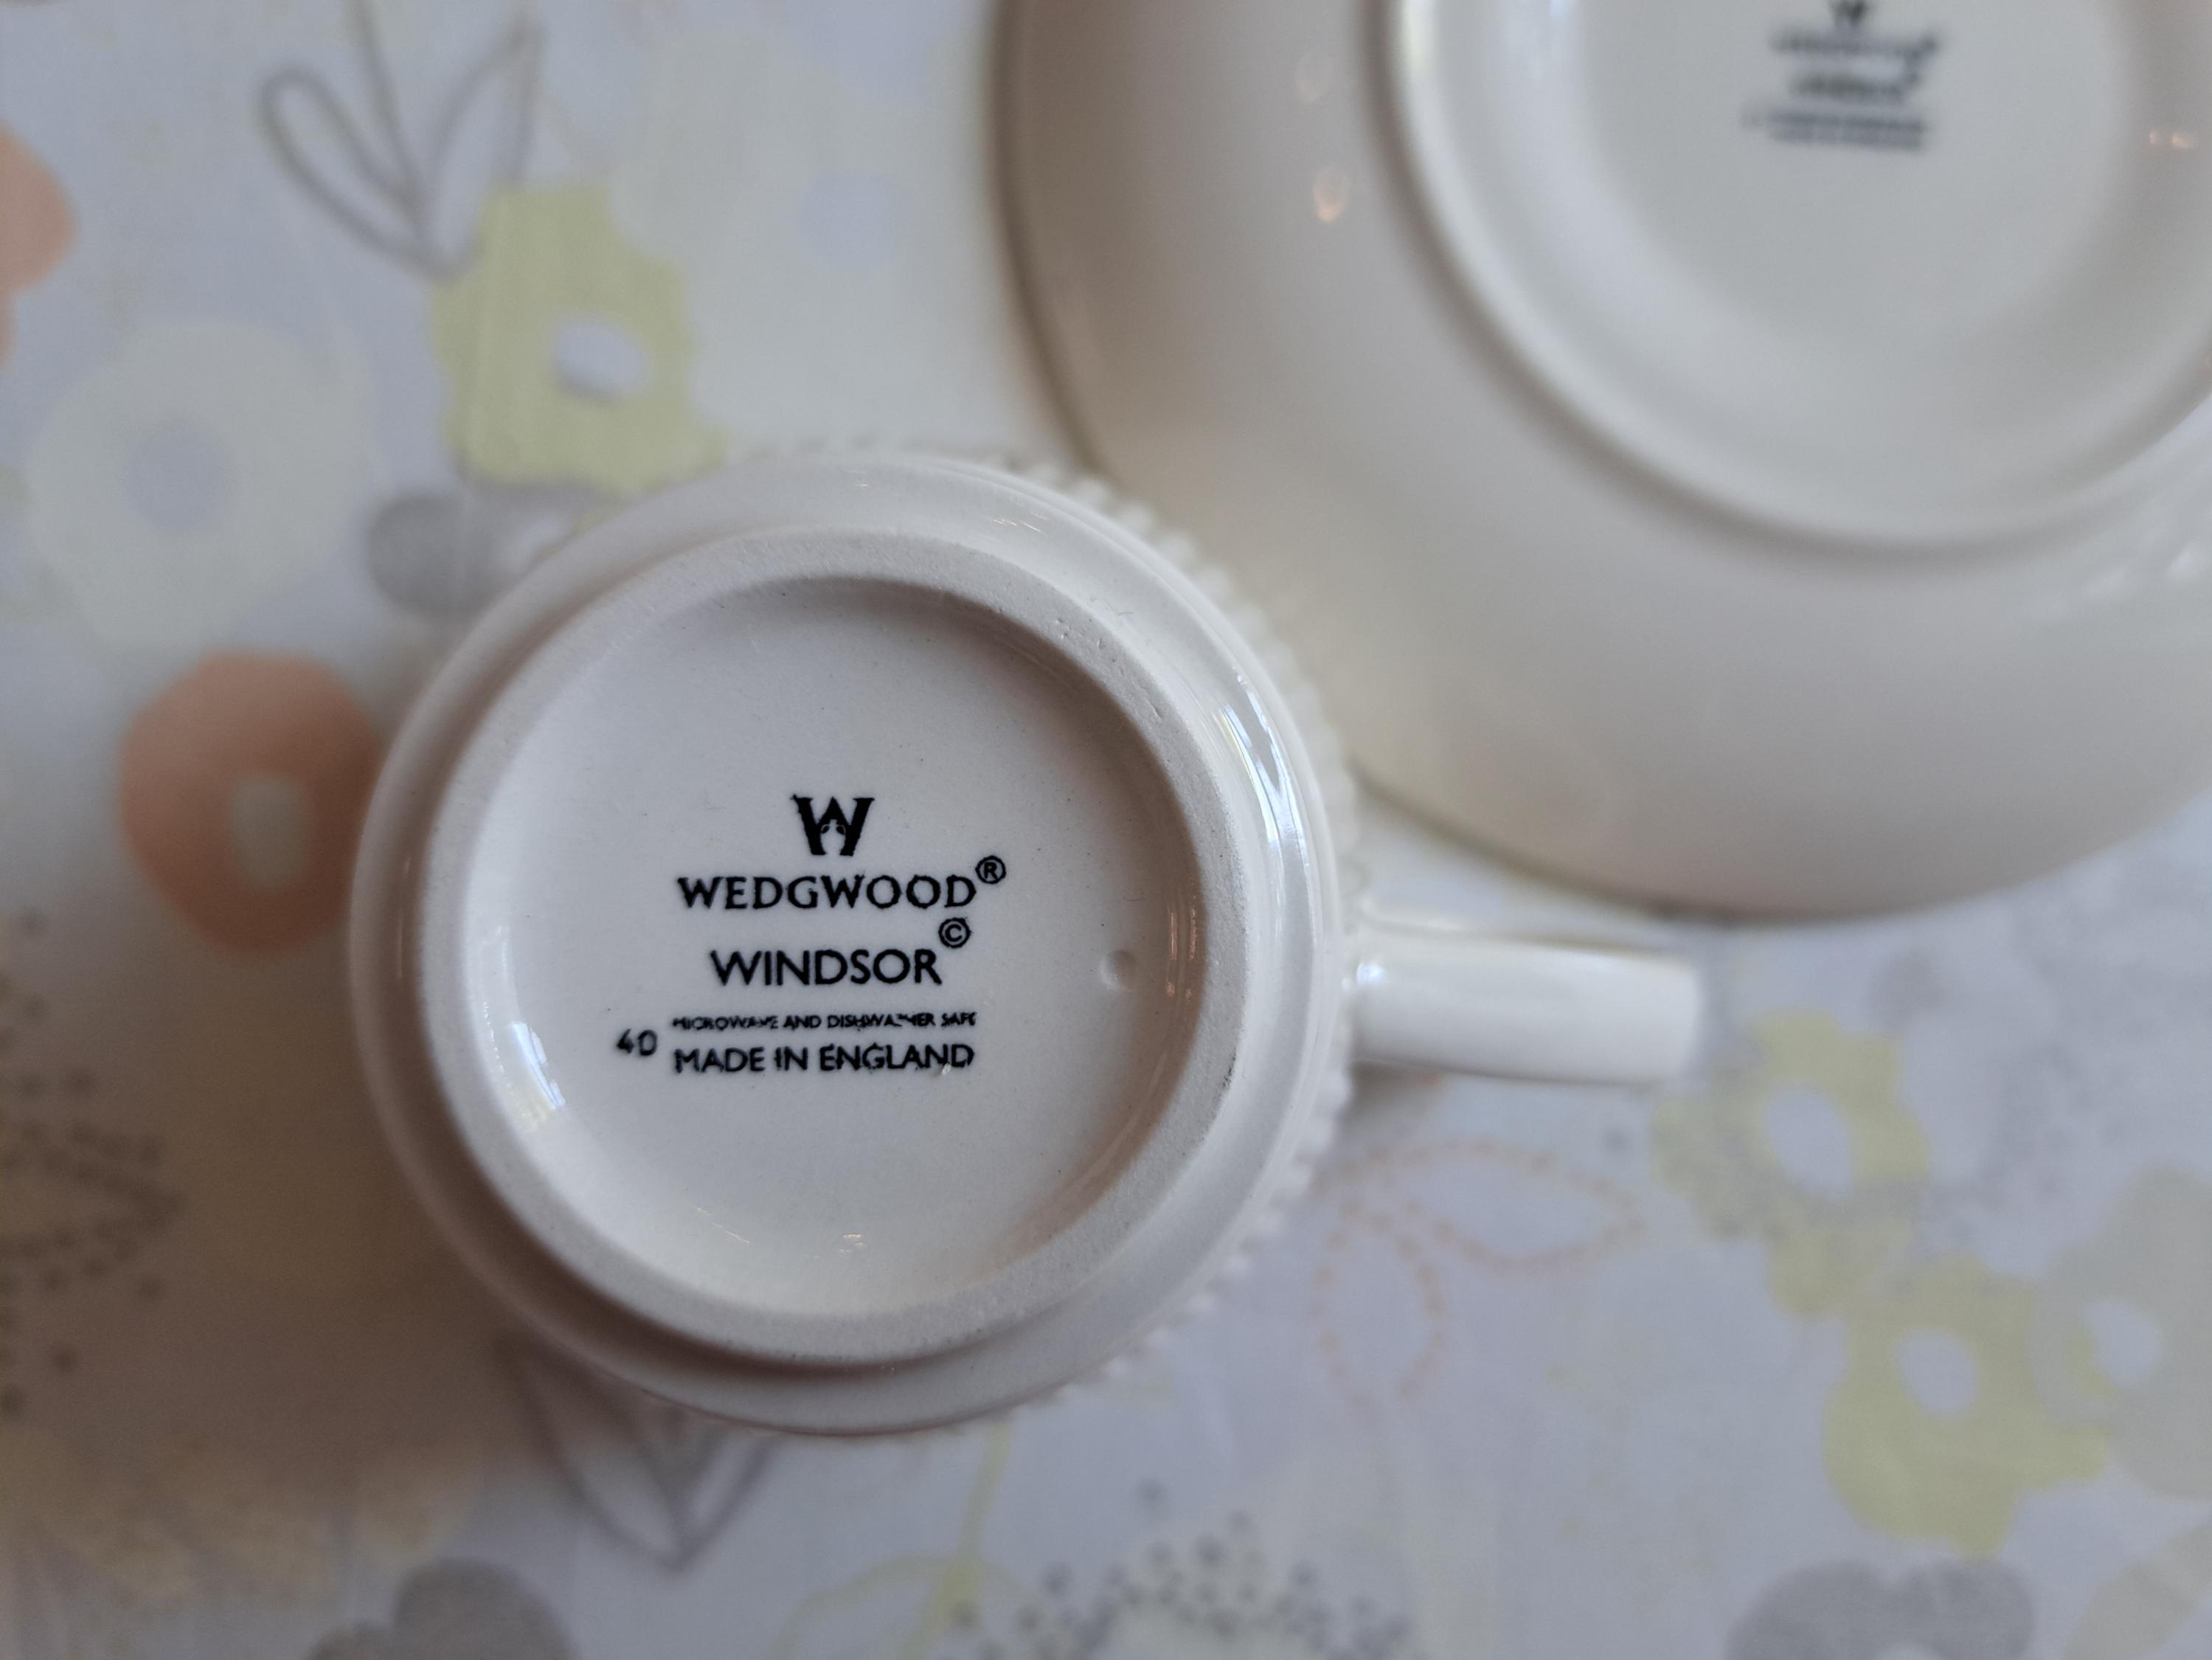 W
WEDGWOOD®
WINDSOR©
MICROWAVE AND DISHWASHER SAFE
40 MADE IN ENGLAND